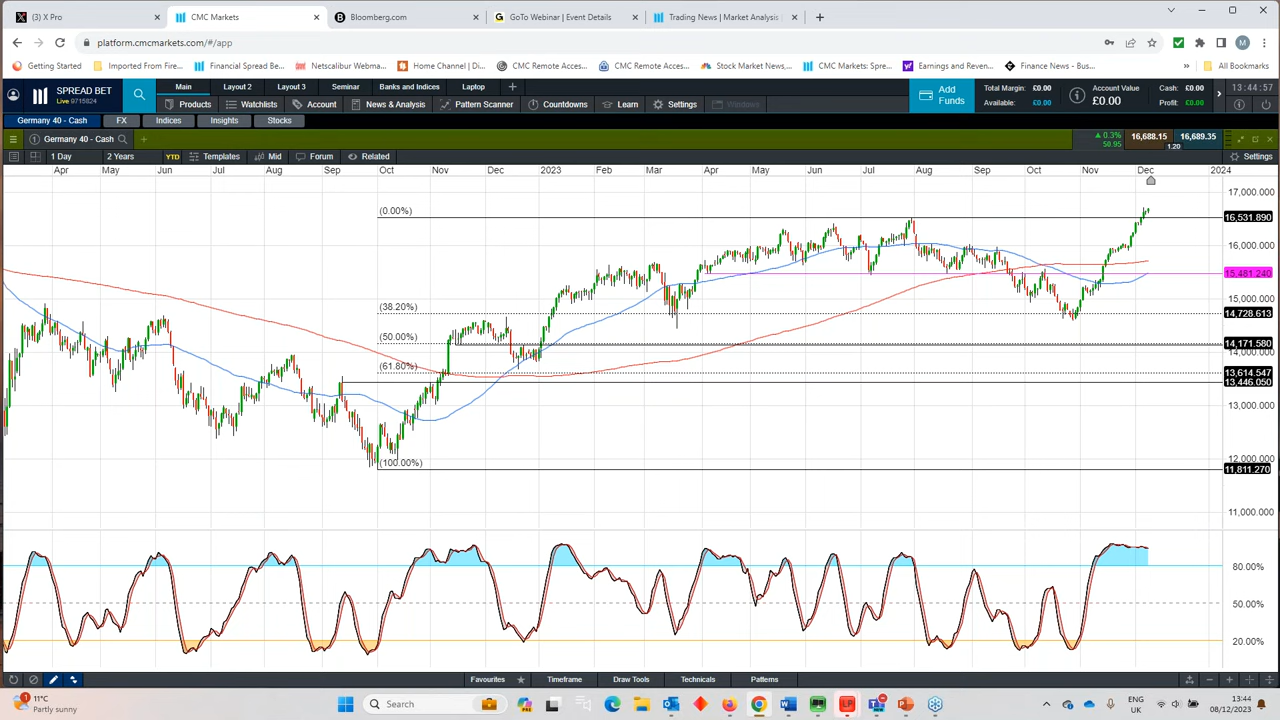 (3) X Pro
CMC Markets
Bloomberg.com
GoTo Webinar | Event Details
Trading News | Market Analysis
platform.cmcmarkets.com/#/app
Getting Started
Imported From Firef...
Financial Spread Be...
Netscalibur Webmai...
Home Channel | Di...
CMC Remote Acces...
CMC Remote Acces...
Stock Market News,...
CMC Markets: Sprea...
Earnings and Reven...
Finance News - Bus...
»
All Bookmarks
SPREAD BET
Live 9715824
Main
Layout 2
Layout 3
Seminar
Banks and Indices
Laptop
Products
Watchlists
Account
News & Analysis
Pattern Scanner
Countdowns
Learn
Settings
Windows
Add Funds
Total Margin: £0.00
Available: £0.00
Account Value
£0.00
Cash: £0.00
Profit: £0.00
13:44:57
Germany 40 - Cash
FX
Indices
Insights
Stocks
1 Germany 40 - Cash
0.3%
50.95
16,688.15
1.20
16,689.35
1 Day
2 Years
YTD
Templates
Mid
Forum
Related
Settings
Apr May Jun Jul Aug Sep Oct Nov Dec 2023 Feb Mar Apr May Jun Jul Aug Sep Oct Nov Dec 2024
17,000.000
(0.00%)
16,531.890
16,000.000
15,481.240
15,000.000
(38.20%)
14,728.613
(50.00%)
14,171.580
14,000.000
(61.80%)
13,614.547
13,446.050
13,000.000
12,000.000
(100.00%)
11,811.270
11,000.000
80.00%
50.00%
20.00%
Favourites
Timeframe
Draw Tools
Technicals
Patterns
1
11°C
Partly sunny
Search
ENG
UK
13:44
08/12/2023